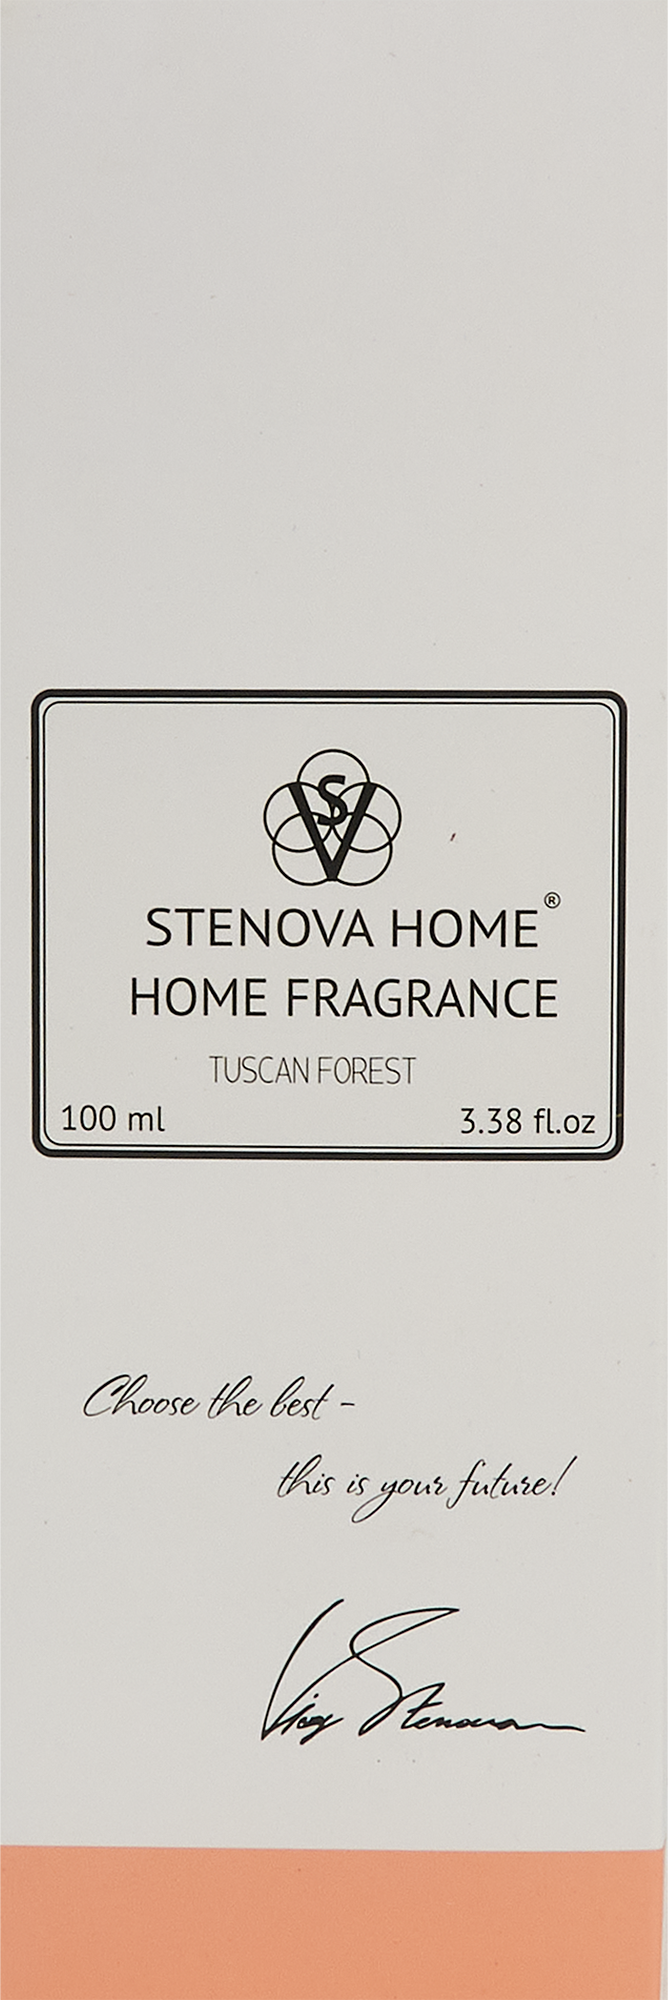 SV
STENOVA HOME®
HOME FRAGRANCE
TUSCAN FOREST
100 ml 3.38 fl.oz
Choose the best -
this is your future!
Stenova